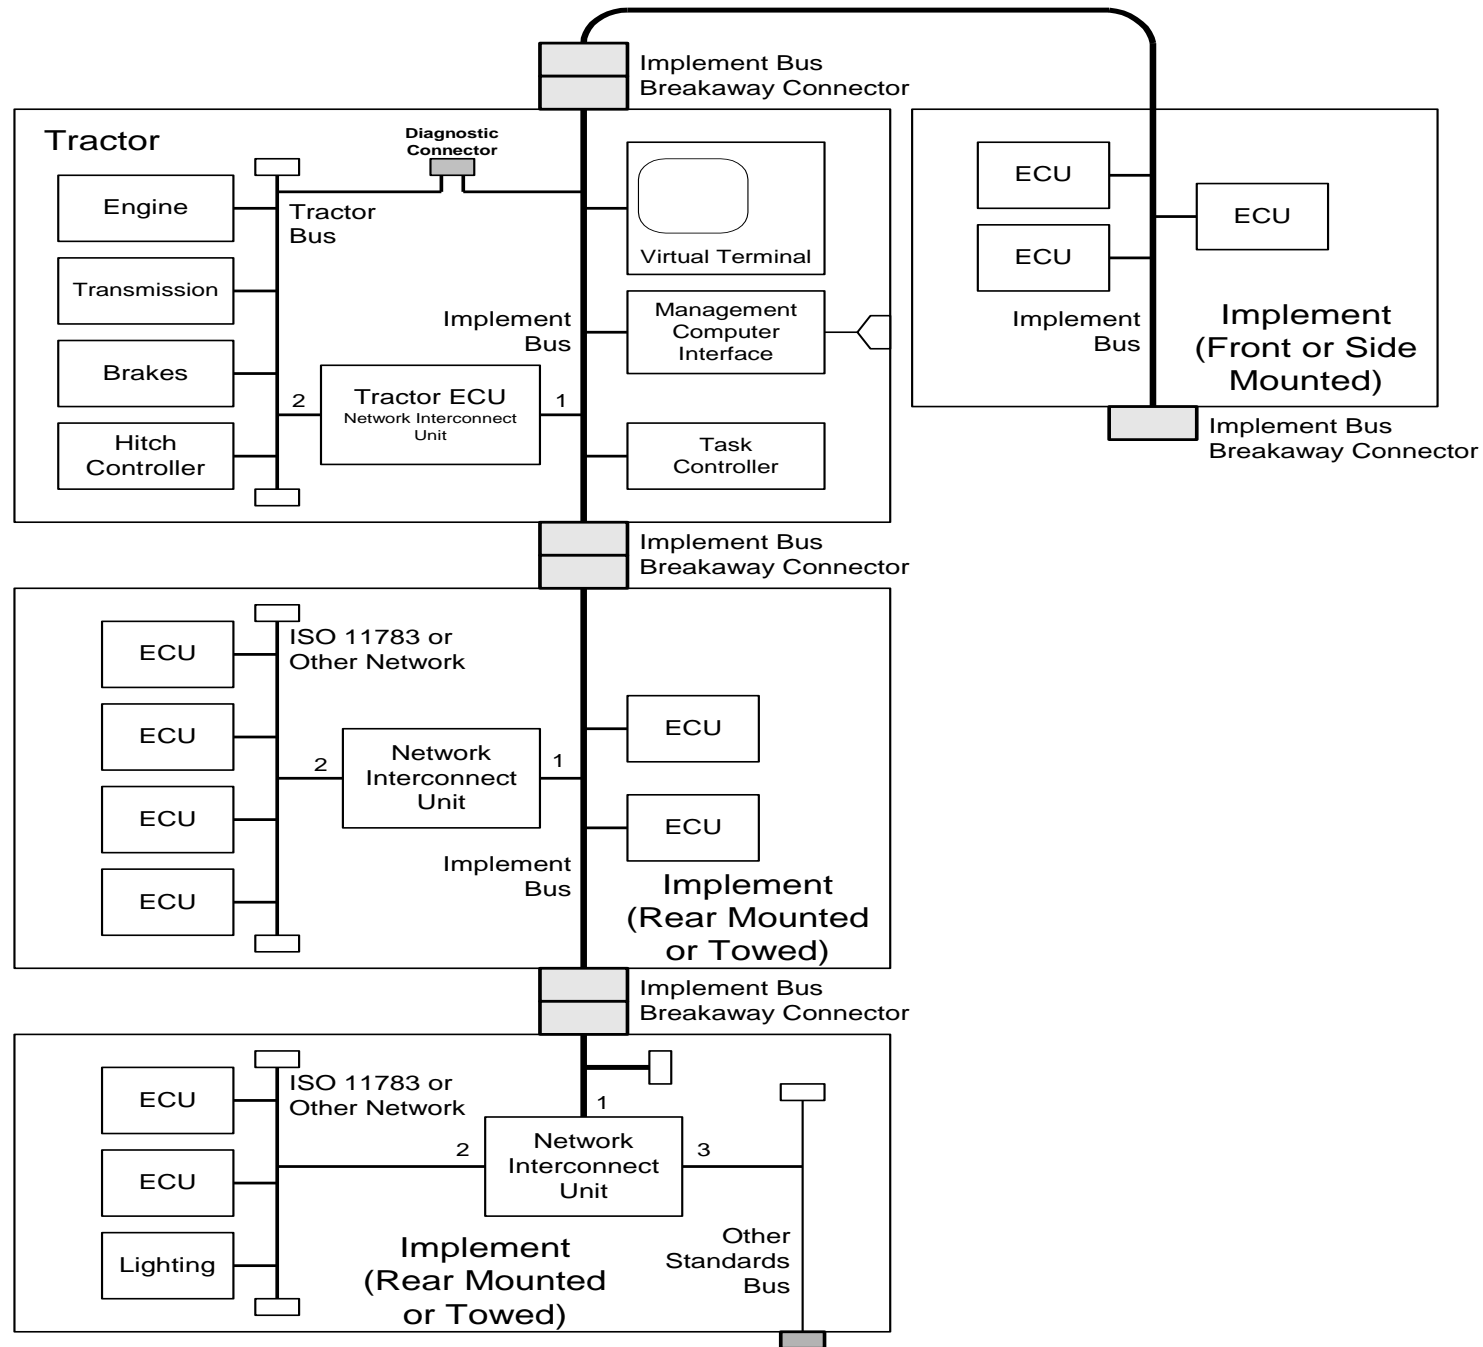 Implement Bus
Breakaway Connector
Tractor
Diagnostic
Connector
Engine
Tractor
Bus
Transmission
Brakes
Hitch
Controller
2
Tractor ECU
Network Interconnect
Unit
1
Implement
Bus
Virtual Terminal
Management
Computer
Interface
Task
Controller
ECU
ECU
ECU
Implement
Bus
Implement
(Front or Side
Mounted)
Implement Bus
Breakaway Connector
Implement Bus
Breakaway Connector
ECU
ECU
ECU
ECU
ISO 11783 or
Other Network
2
Network
Interconnect
Unit
1
Implement
Bus
ECU
ECU
Implement
(Rear Mounted
or Towed)
Implement Bus
Breakaway Connector
ECU
ECU
Lighting
ISO 11783 or
Other Network
1
2
Network
Interconnect
Unit
3
Other
Standards
Bus
Implement
(Rear Mounted
or Towed)